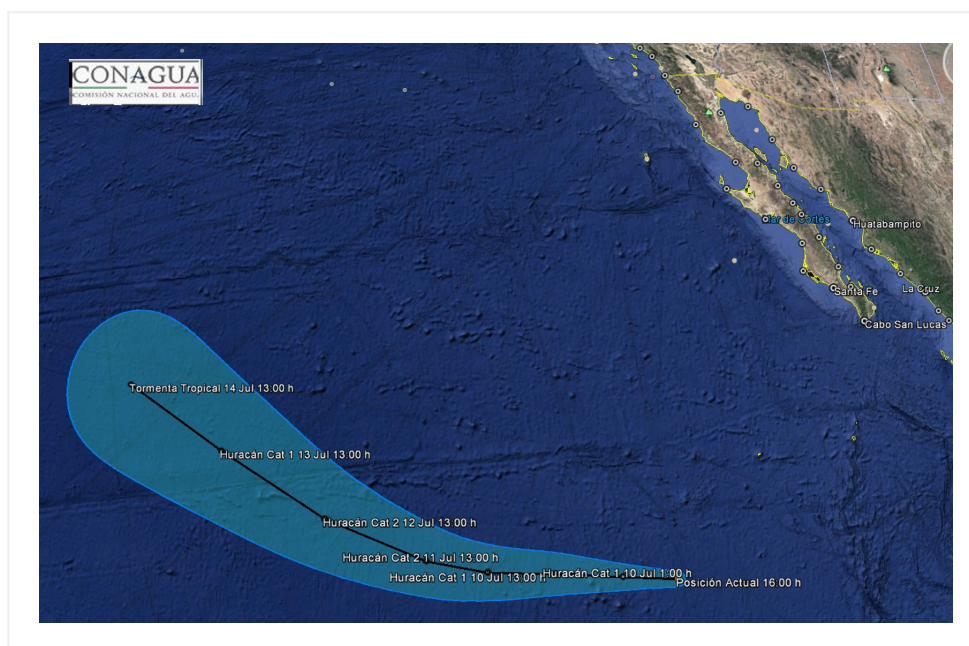 CONAGUA
COMISIÓN NACIONAL DEL AGU.
Mar de Cortés
Huatabampito
Santa Fe
La Cruz
Cabo San Lucas
Tormenta Tropical 14 Jul 13:00 h
Huracán Cat 1 13 Jul 13:00 h
Huracán Cat 2 12 Jul 13:00 h
Huracán Cat 2 11 Jul 13:00 h
Huracán Cat 1 10 Jul 13:00 h
Huracán Cat 1 10 Jul 1:00 h
Posición Actual 16:00 h